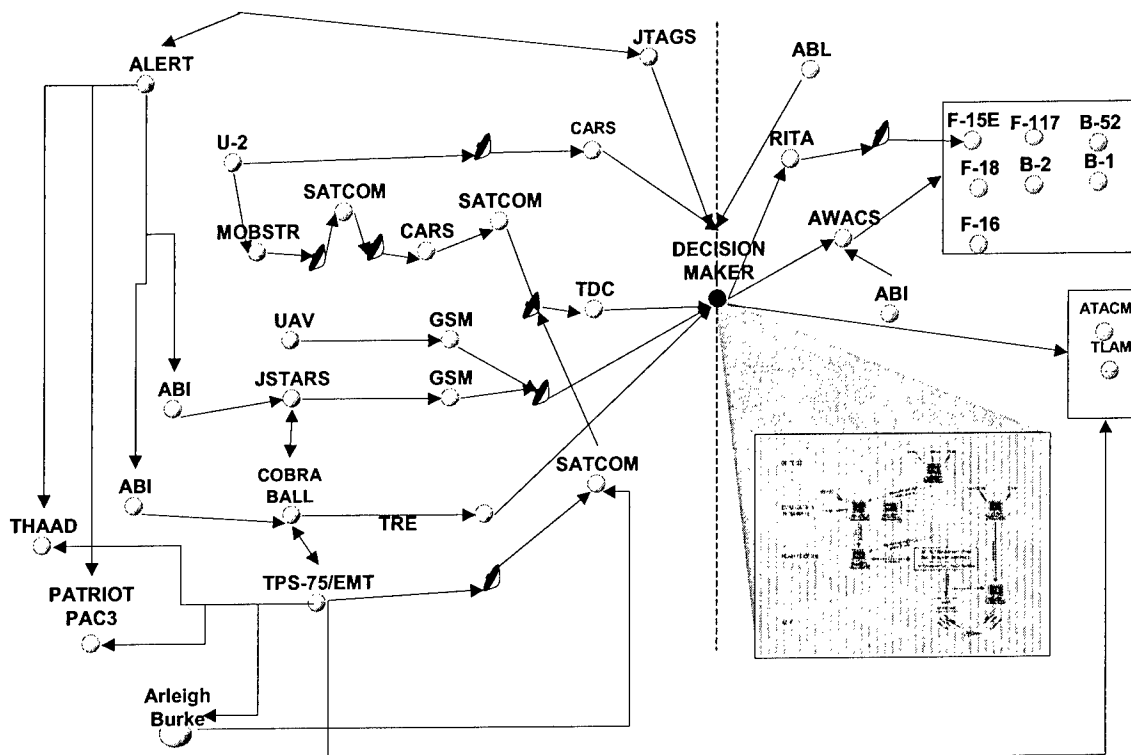 JTAGS
ABL
ALERT
CARS
F-15E
F-117
B-52
RITA
U-2
F-18
B-2
B-1
SATCOM
SATCOM
AWACS
MOBSTR
CARS
F-16
DECISION
MAKER
TDC
ABI
UAV
GSM
ATACM
TLAM
ABI
JSTARS
GSM
COBRA
BALL
SATCOM
ABI
THAAD
TRE
TPS-75/EMT
PATRIOT
PAC3
Arleigh
Burke